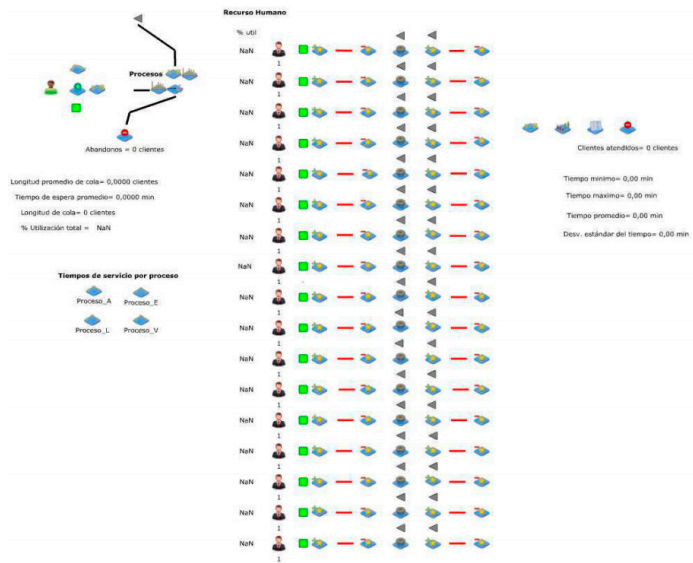 Procesos
Abandonos = 0 clientes
Longitud promedio de cola= 0,0000 clientes
Tiempo de espera promedio= 0,0000 min
Longitud de cola= 0 clientes
% Utilización total = NaN
Tiempos de servicio por proceso
Proceso_A Proceso_E
Proceso_L Proceso_V
Recurso Humano
% util
NaN
1
NaN
1
NaN
1
NaN
1
NaN
1
NaN
1
NaN
1
NaN
1
NaN
1
NaN
1
NaN
1
NaN
1
NaN
1
NaN
1
NaN
1
NaN
1
NaN
1
Clientes atendidos= 0 clientes
Tiempo minimo= 0,00 min
Tiempo maximo= 0,00 min
Tiempo promedio= 0,00 min
Desv. estándar del tiempo= 0,00 min